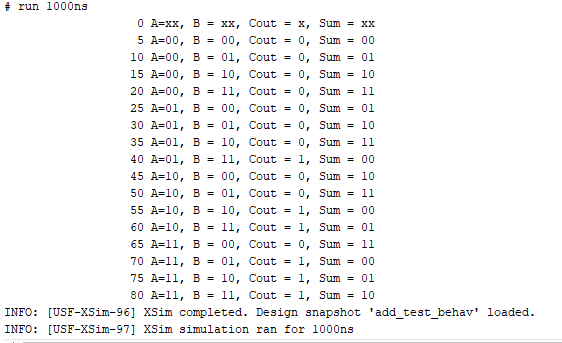 # run 1000ns
0 A=xx, B = xx, Cout = x, Sum = xx
5 A=00, B = 00, Cout = 0, Sum = 00
10 A=00, B = 01, Cout = 0, Sum = 01
15 A=00, B = 10, Cout = 0, Sum = 10
20 A=00, B = 11, Cout = 0, Sum = 11
25 A=01, B = 00, Cout = 0, Sum = 01
30 A=01, B = 01, Cout = 0, Sum = 10
35 A=01, B = 10, Cout = 0, Sum = 11
40 A=01, B = 11, Cout = 1, Sum = 00
45 A=10, B = 00, Cout = 0, Sum = 10
50 A=10, B = 01, Cout = 0, Sum = 11
55 A=10, B = 10, Cout = 1, Sum = 00
60 A=10, B = 11, Cout = 1, Sum = 01
65 A=11, B = 00, Cout = 0, Sum = 11
70 A=11, B = 01, Cout = 1, Sum = 00
75 A=11, B = 10, Cout = 1, Sum = 01
80 A=11, B = 11, Cout = 1, Sum = 10
INFO: [USF-XSim-96] XSim completed. Design snapshot 'add_test_behav' loaded.
INFO: [USF-XSim-97] XSim simulation ran for 1000ns